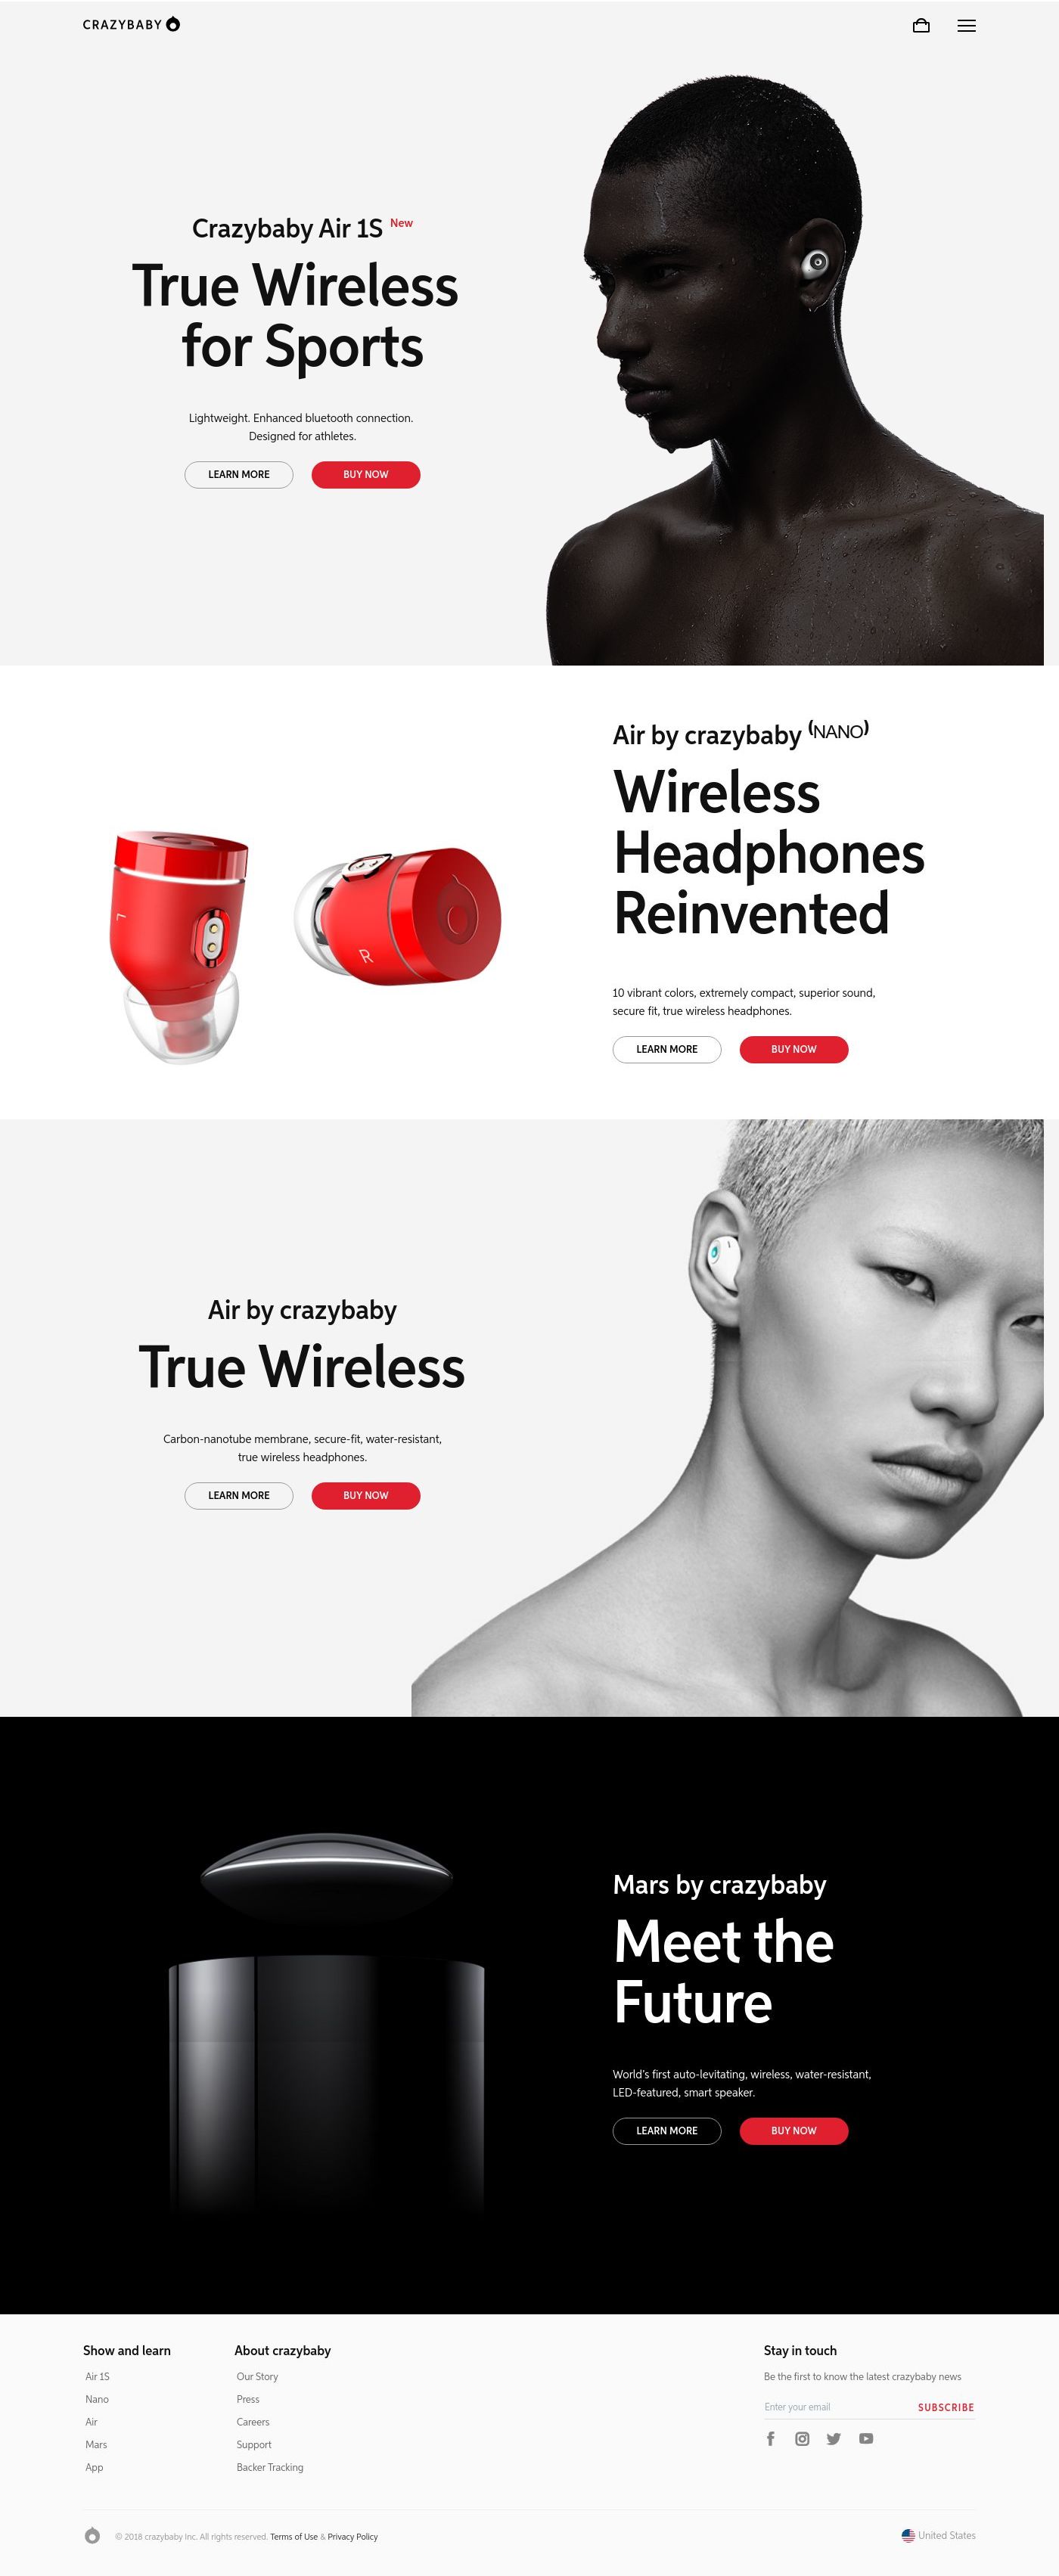 CRAZYBABY
Crazybaby Air 1S New
True Wireless
for Sports
Lightweight. Enhanced bluetooth connection.
Designed for athletes.
LEARN MORE BUY NOW
Air by crazybaby (NANO)
Wireless
Headphones
Reinvented
L
R
10 vibrant colors, extremely compact, superior sound,
secure fit, true wireless headphones.
LEARN MORE BUY NOW
Air by crazybaby
True Wireless
Carbon-nanotube membrane, secure-fit, water-resistant,
true wireless headphones.
LEARN MORE BUY NOW
Mars by crazybaby
Meet the
Future
World's first auto-levitating, wireless, water-resistant,
LED-featured, smart speaker.
LEARN MORE BUY NOW
Show and learn
Air 1S
Nano
Air
Mars
App
About crazybaby
Our Story
Press
Careers
Support
Backer Tracking
Stay in touch
Be the first to know the latest crazybaby news
Enter your email SUBSCRIBE
© 2018 crazybaby Inc. All rights reserved. Terms of Use & Privacy Policy
United States